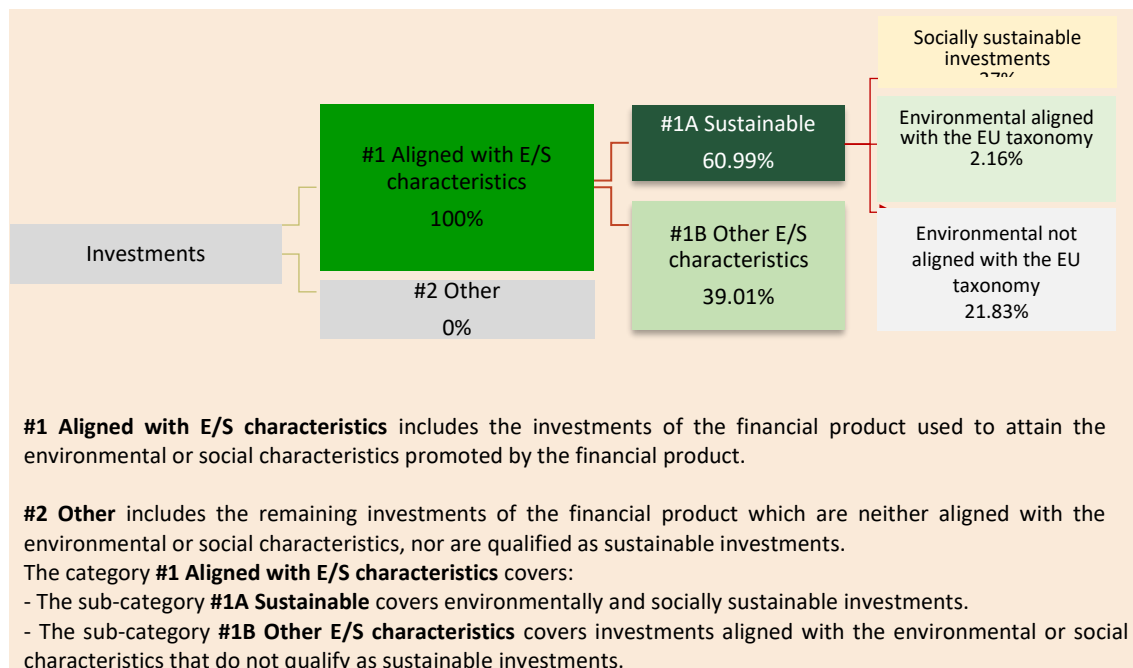 Socially sustainable
investments
#1 Aligned with E/S
characteristics
100%
#1A Sustainable
60.99%
Environmental aligned
with the EU taxonomy
2.16%
Investments
#1B Other E/S
characteristics
39.01%
Environmental not
aligned with the EU
taxonomy
21.83%
#2 Other
0%
#1 Aligned with E/S characteristics includes the investments of the financial product used to attain the
environmental or social characteristics promoted by the financial product.
#2 Other includes the remaining investments of the financial product which are neither aligned with the
environmental or social characteristics, nor are qualified as sustainable investments.
The category #1 Aligned with E/S characteristics covers:
- The sub-category #1A Sustainable covers environmentally and socially sustainable investments.
- The sub-category #1B Other E/S characteristics covers investments aligned with the environmental or social
characteristics that do not qualify as sustainable investments.